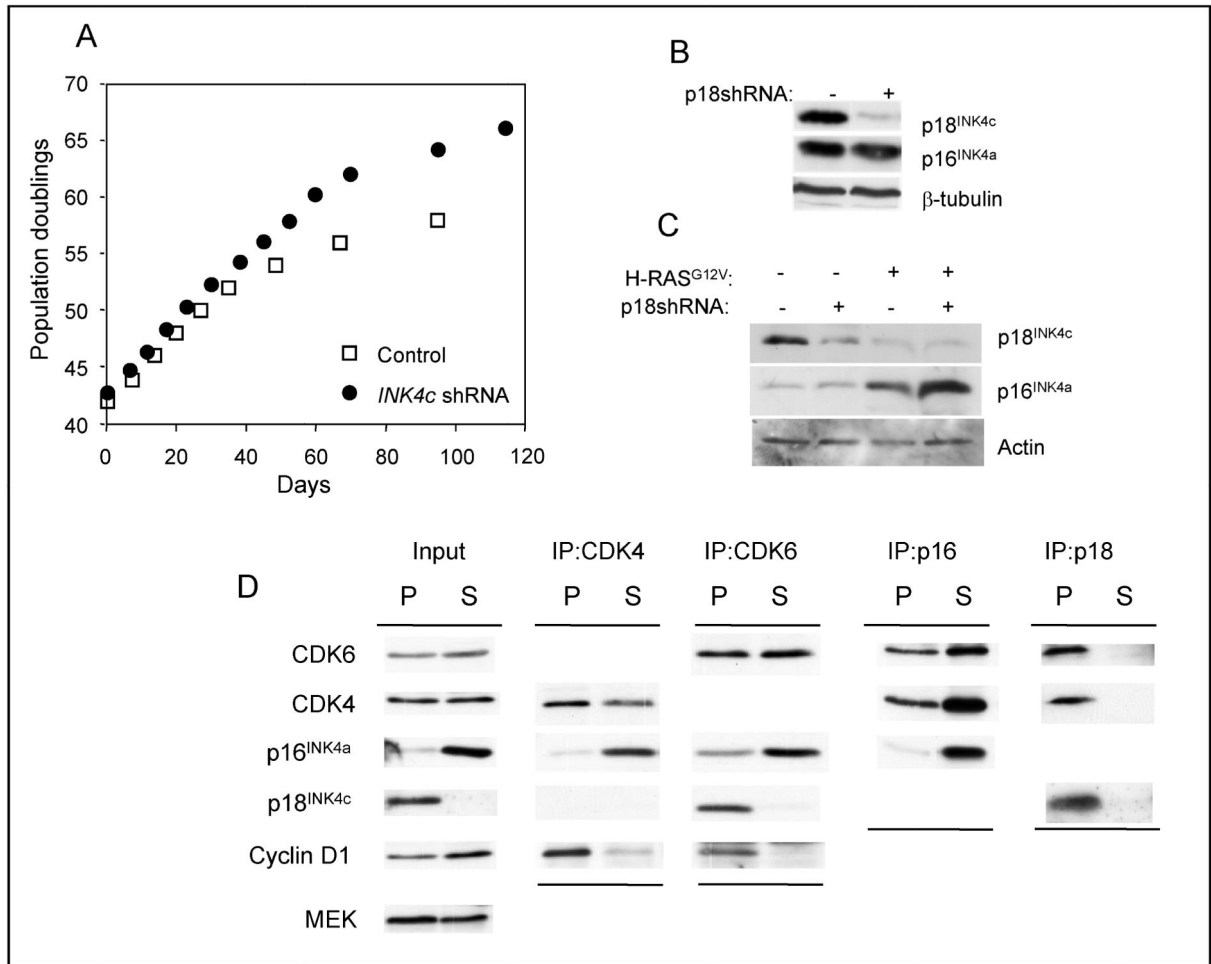 A
70
65
60
55
50
45
40
Population doublings
0 20 40 60 80 100 120
Days
Control
INK4c shRNA
B
p18shRNA: - +
p18INK4c
p16INK4a
β-tubulin
C
H-RASG12V: - - + +
p18shRNA: - + - +
p18INK4c
p16INK4a
Actin
D
Input IP:CDK4 IP:CDK6 IP:p16 IP:p18
P S P S P S P S P S
CDK6
CDK4
p16INK4a
p18INK4c
Cyclin D1
MEK